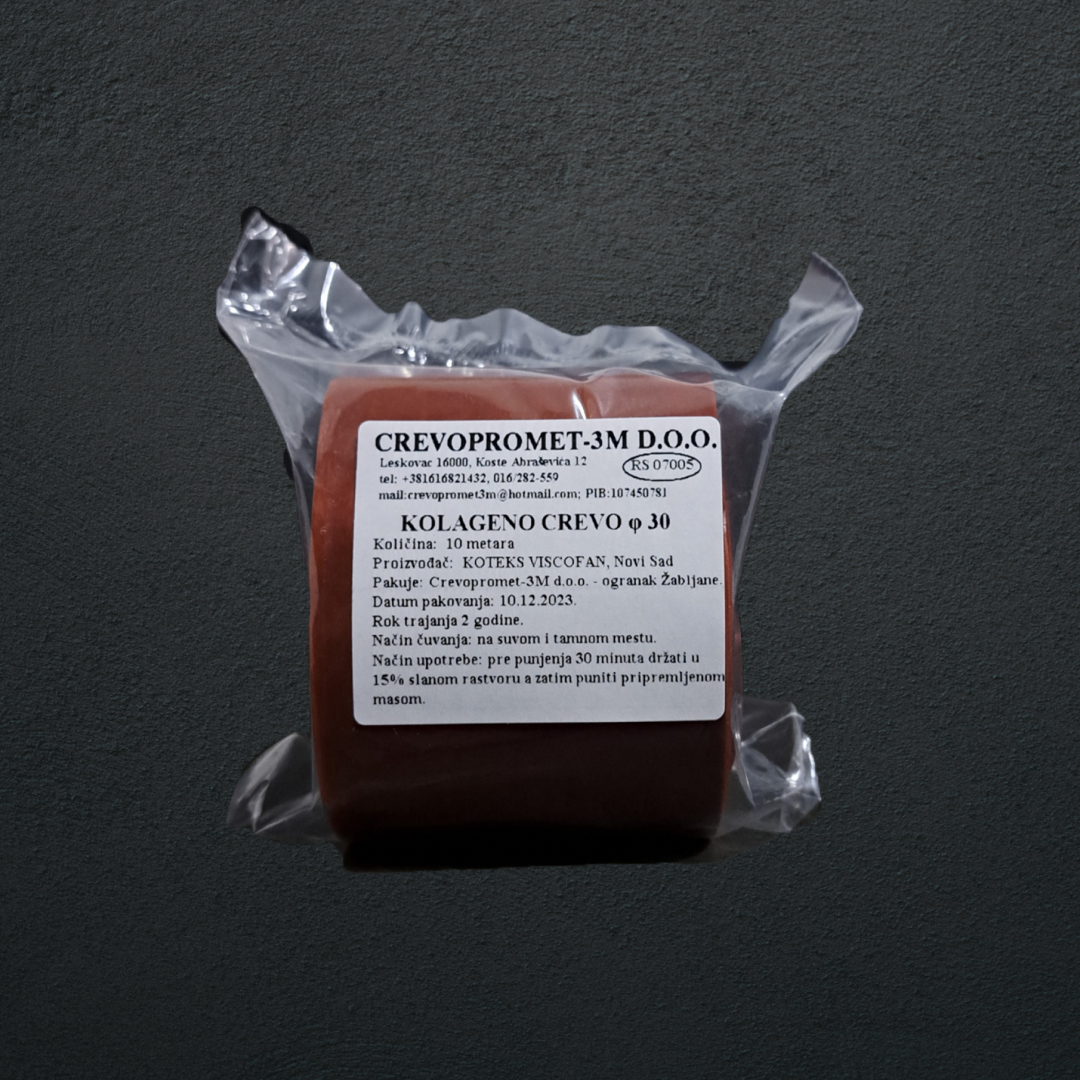 CREVOPROMET-3M D.O.O.
Leskovac 16000, Koste Abraševića 12
RS 07005
tel: +381616821432, 016/282-559
mail:crevopromet3m@hotmail.com; PIB:107450781
KOLAGENO CREVO φ 30
Količina: 10 metara
Proizvođač: KOTEKS VISCOFAN, Novi Sad
Pakuje: Crevopromet-3M d.o.o. - ogranak Žabljane.
Datum pakovanja: 10.12.2023.
Rok trajanja 2 godine.
Način čuvanja: na suvom i tamnom mestu.
Način upotrebe: pre punjenja 30 minuta držati u
15% slanom rastvoru a zatim puniti pripremljenom
masom.